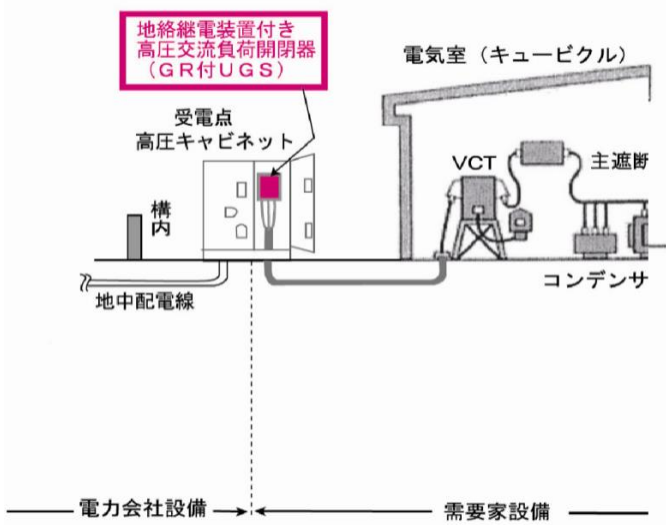 地絡継電装置付き
高圧交流負荷開閉器
（ＧＲ付ＵＧＳ）
電気室（キュービクル）
受電点
高圧キャビネット
VCT
主遮断
構内
コンデンサ
地中配電線
電力会社設備
需要家設備